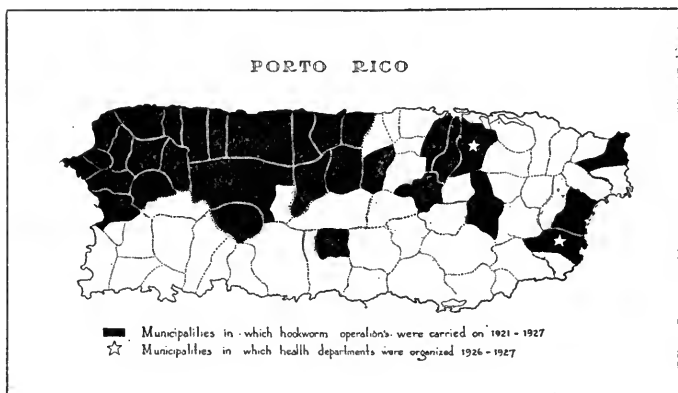 PORTO RICO
Municipalities in which hookworm operation's were carried on 1921 - 1927
Municipalities in which health departments were organized 1926 - 1927